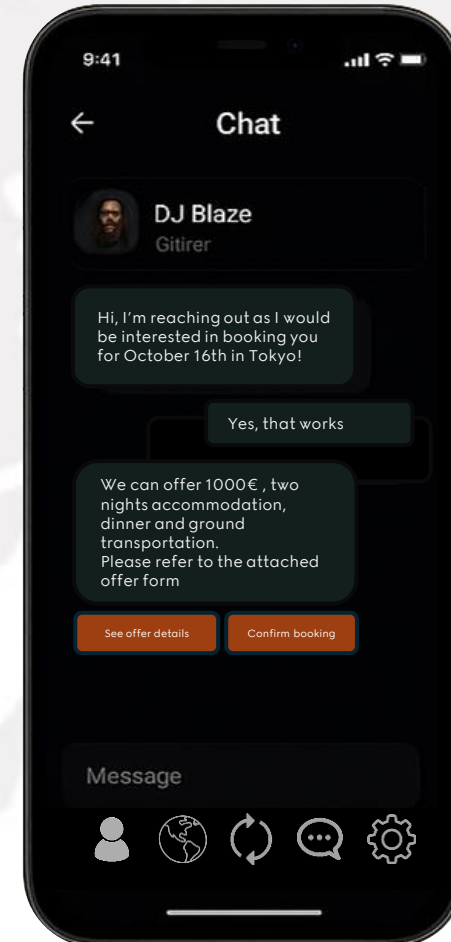 9:41
Chat
DJ Blaze
Gitirer
Hi, I'm reaching out as I would
be interested in booking you
for October 16th in Tokyo!
Yes, that works
We can offer 1000€ , two
nights accommodation,
dinner and ground
transportation.
Please refer to the attached
offer form
See offer details
Confirm booking
Message